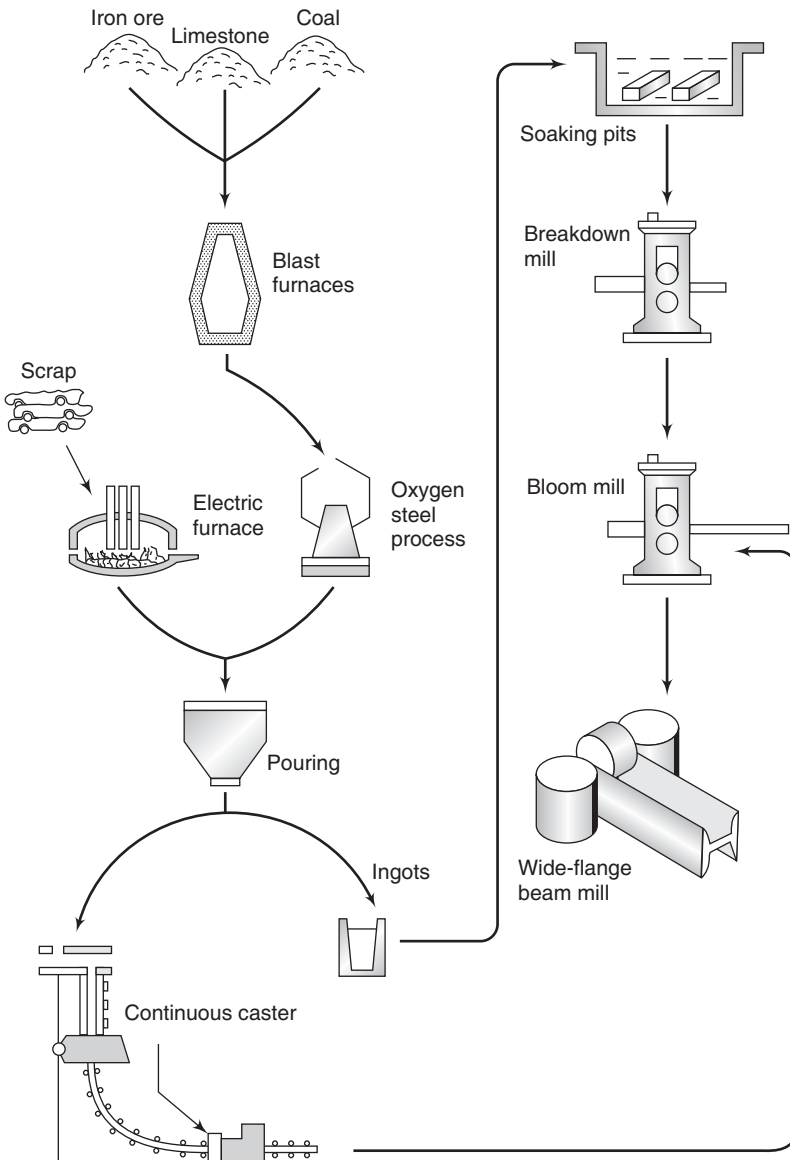 Iron ore
Limestone
Coal
Blast
furnaces
Scrap
Electric
furnace
Oxygen
steel
process
Pouring
Ingots
Continuous caster
Soaking pits
Breakdown
mill
Bloom mill
Wide-flange
beam mill